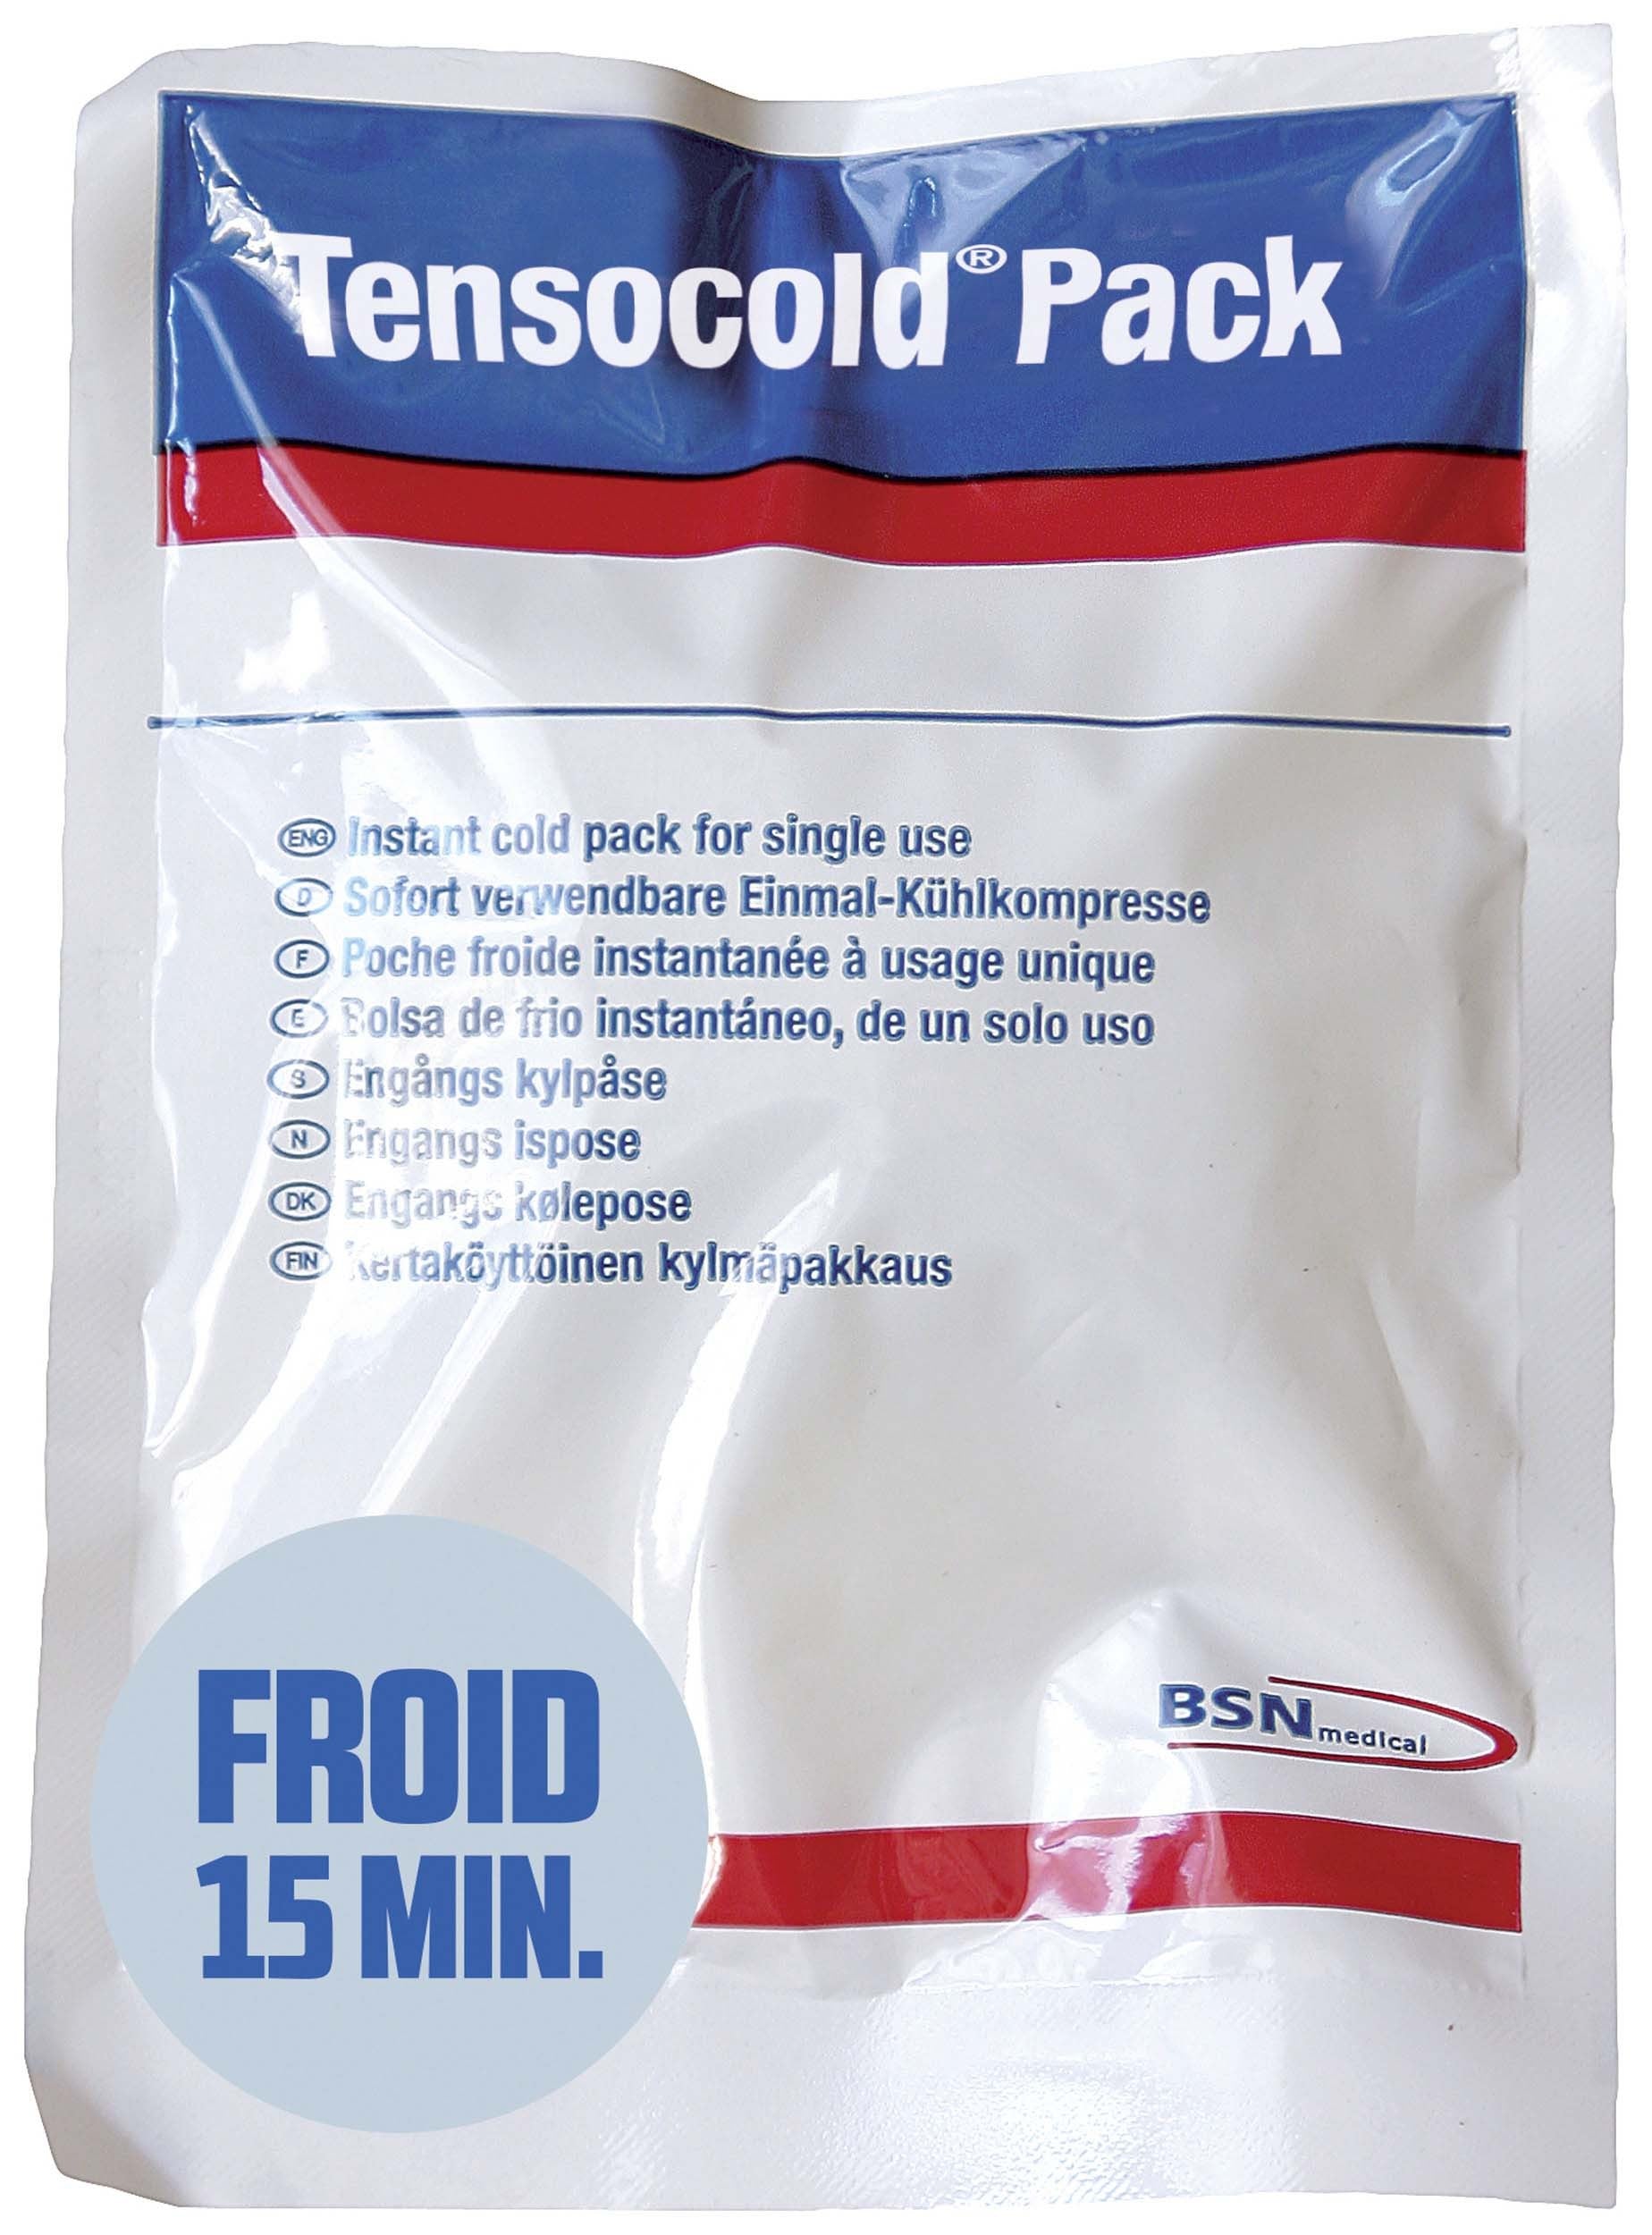 Tensocold® Pack
ENG Instant cold pack for single use
D Sofort verwendbare Einmal-Kühlkompresse
F Poche froide instantanée à usage unique
E Bolsa de frio instantáneo, de un solo uso
S Engångs kylpåse
N Engangs ispose
DK Engangs kølepose
FIN Kertaköyttöinen kylmäpakkaus
FROID
15 MIN.
BSN medical